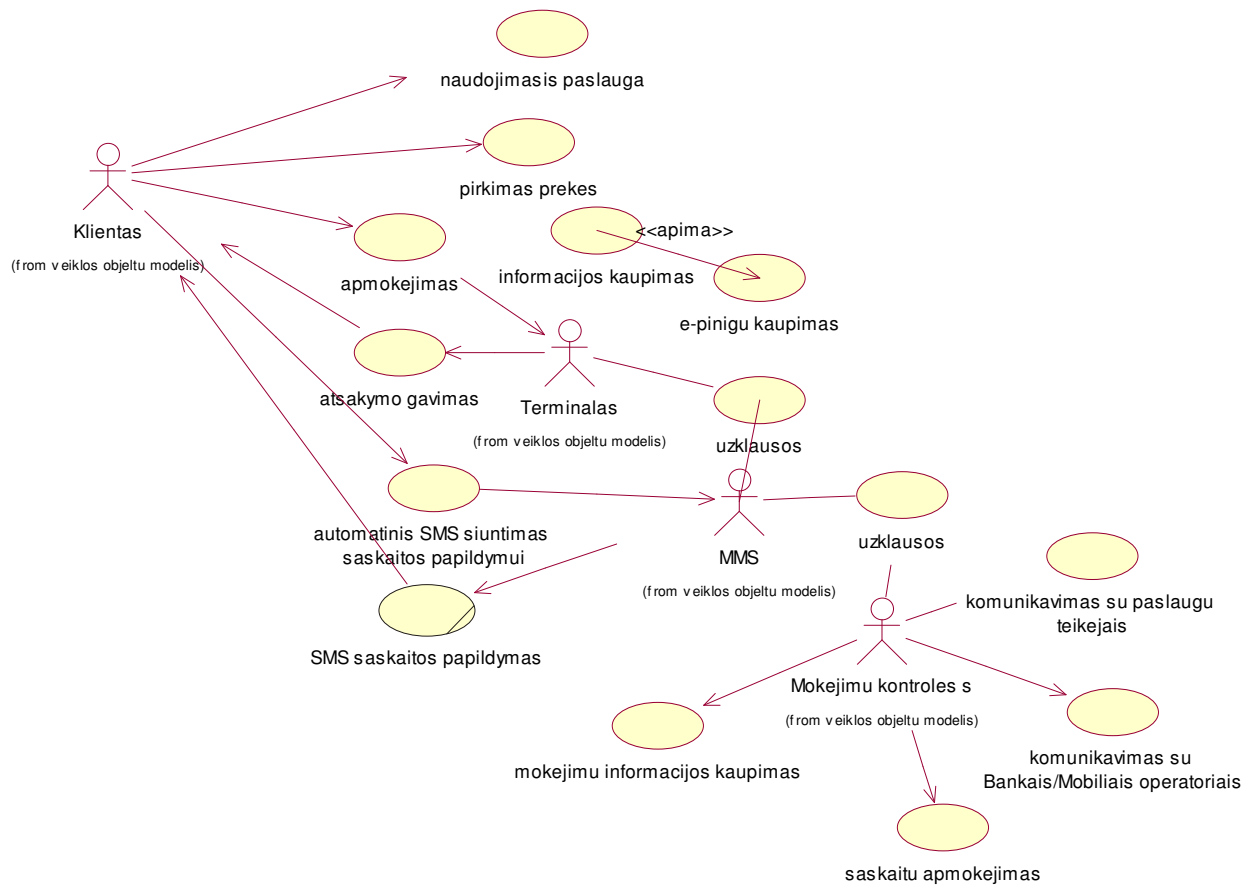 naudojimasis paslauga
pirkimas prekes
Klientas
(from veiklos objeltu modelis)
apmokejimas
<<apima>>
informacijos kaupimas
e-pinigu kaupimas
atsakymo gavimas
Terminalas
(from veiklos objeltu modelis)
uzklausos
automatinis SMS siuntimas
saskaitos papildymui
MMS
(from veiklos objeltu modelis)
uzklausos
komunikavimas su paslaugu
teikejais
SMS saskaitos papildymas
Mokejimu kontroles s
(from veiklos objeltu modelis)
mokejimu informacijos kaupimas
komunikavimas su
Bankais/Mobiliais operatoriais
saskaitu apmokejimas